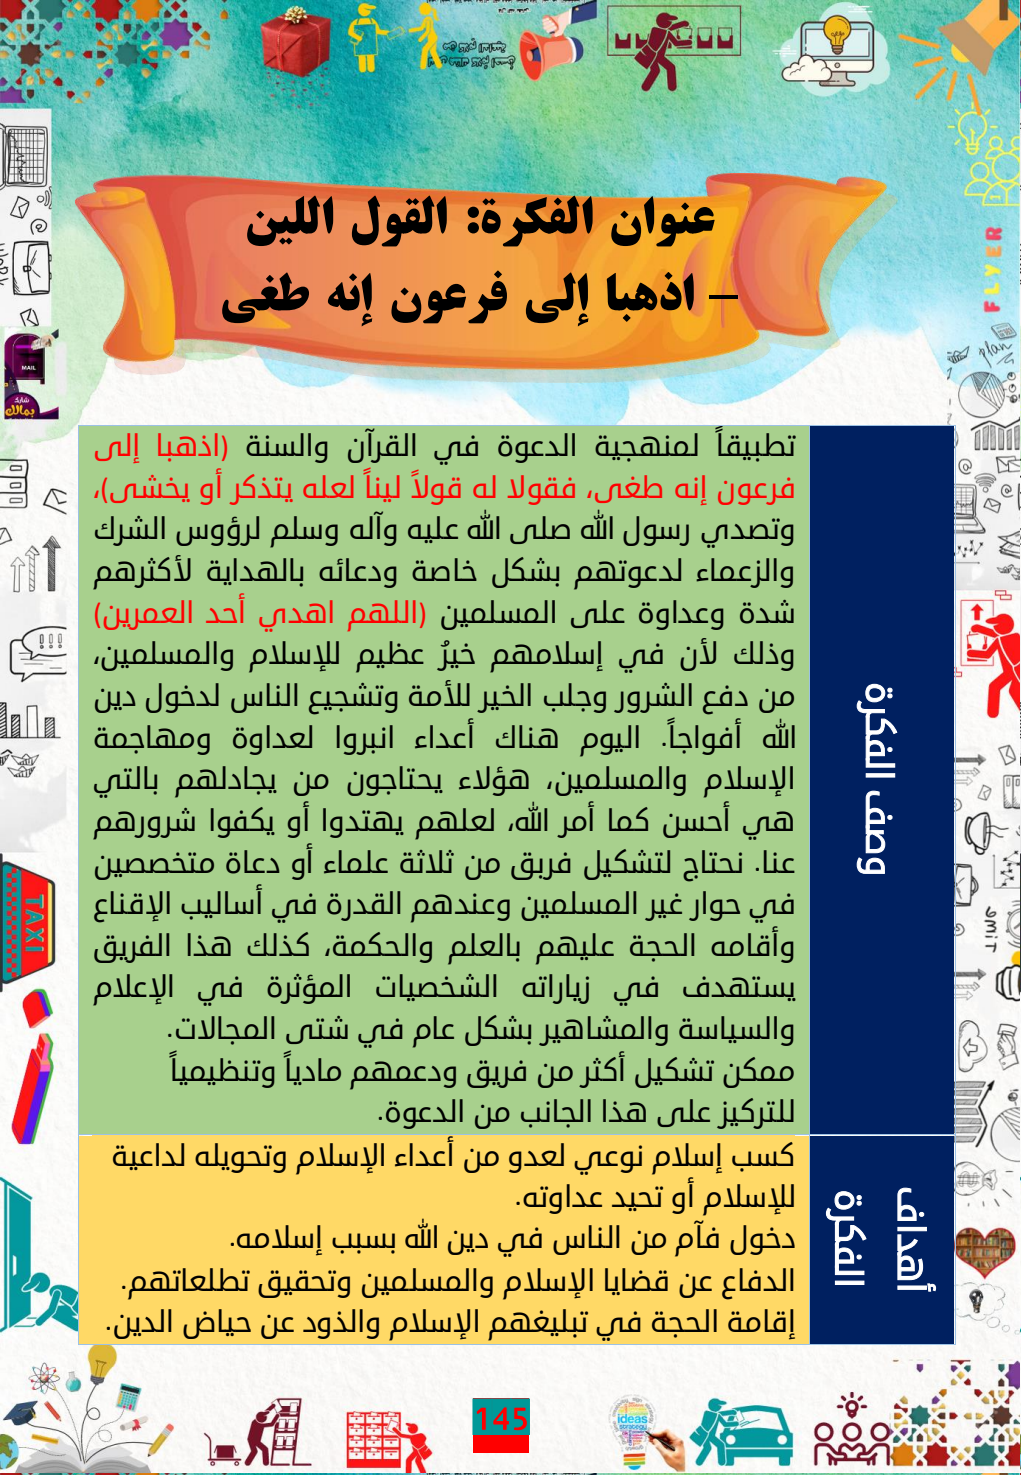 عنوان الفكرة: القول اللين
– اذهبا إلى فرعون إنه طغى
وصف الفكرة
تطبيقاً لمنهجية الدعوة في القرآن والسنة (اذهبا إلى
فرعون إنه طغى، فقولا له قولاً ليناً لعله يتذكر أو يخشى)،
وتصدي رسول الله صلى الله عليه وآله وسلم لرؤوس الشرك
والزعماء لدعوتهم بشكل خاصة ودعائه بالهداية لأكثرهم
شدة وعداوة على المسلمين (اللهم اهدي أحد العمرين)
وذلك لأن في إسلامهم خيرُ عظيم للإسلام والمسلمين،
من دفع الشرور وجلب الخير للأمة وتشجيع الناس لدخول دين
الله أفواجاً. اليوم هناك أعداء انبروا لعداوة ومهاجمة
الإسلام والمسلمين، هؤلاء يحتاجون من يجادلهم بالتي
هي أحسن كما أمر الله، لعلهم يهتدوا أو يكفوا شرورهم
عنا. نحتاج لتشكيل فربق من ثلاثة علماء أو دعاة متخصصين
في حوار غير المسلمين وعندهم القدرة في أساليب الإقناع
وأقامه الحجة عليهم بالعلم والحكمة، كذلك هذا الفريق
يستهدف في زياراته الشخصيات المؤثرة في الإعلام
والسياسة والمشاهير بشكل عام في شتى المجالات.
ممكن تشكيل أكثر من فريق ودعمهم مادياً وتنظيمياً
للتركيز على هذا الجانب من الدعوة.
أهداف
الفكرة
كسب إسلام نوعي لعدو من أعداء الإسلام وتحويله لداعية
للإسلام أو تحيد عداوته.
دخول فآم من الناس في دين الله بسبب إسلامه.
الدفاع عن قضايا الإسلام والمسلمين وتحقيق تطلعاتهم.
إقامة الحجة في تبليغهم الإسلام والذود عن حياض الدين.
FLYER
plan
MAIL
شارك
بمالك
TAXI
ideas
strategy
145